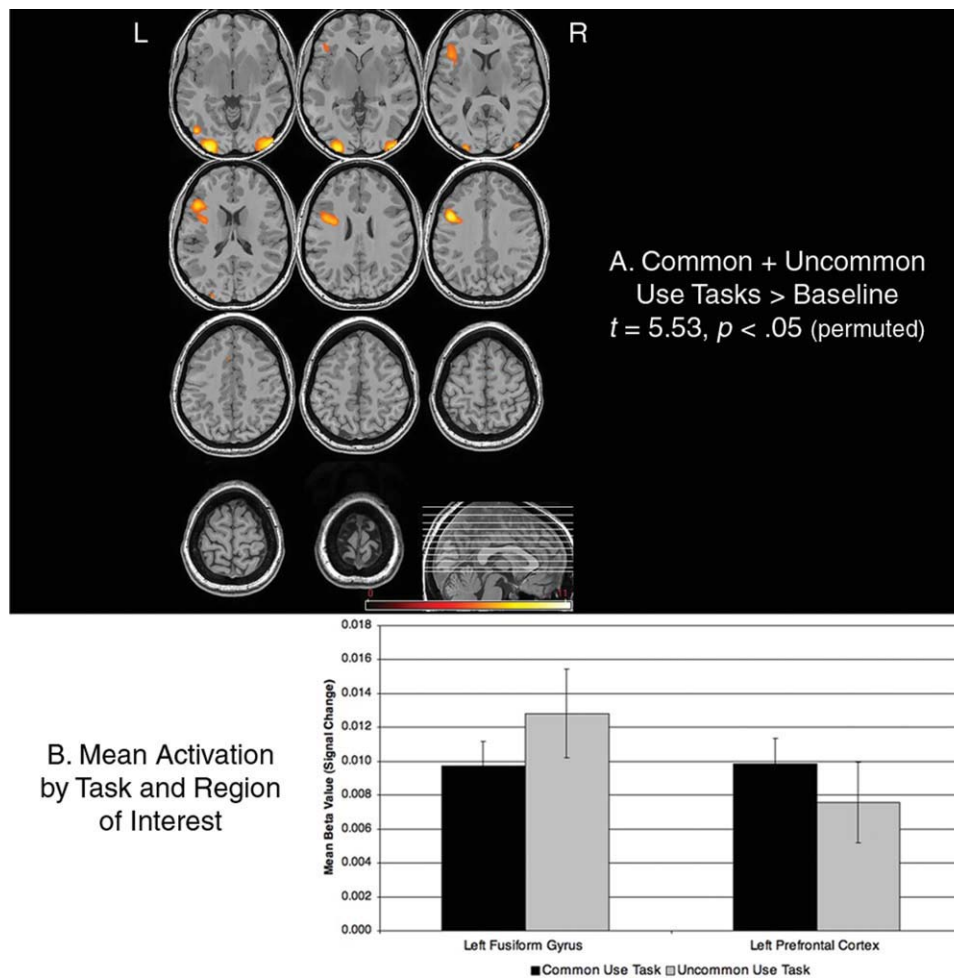 L
R
A. Common + Uncommon
Use Tasks > Baseline
t = 5.53, p < .05 (permuted)
0
11
B. Mean Activation
by Task and Region
of Interest
Mean Beta Value (Signal Change)
0.018
0.016
0.014
0.012
0.010
0.008
0.006
0.004
0.002
0.000
Left Fusiform Gyrus
Left Prefrontal Cortex
Common Use Task
Uncommon Use Task